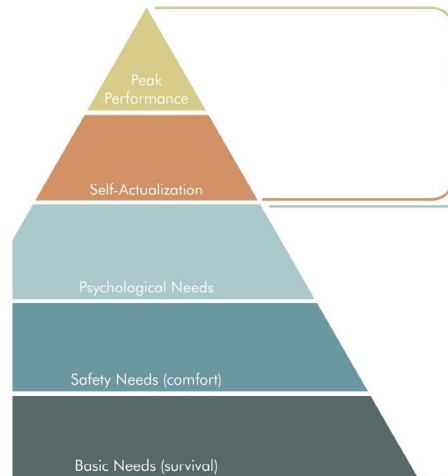 Peak
Performance
Self-Actualization
Psychological Needs
Safety Needs (comfort)
Basic Needs (survival)